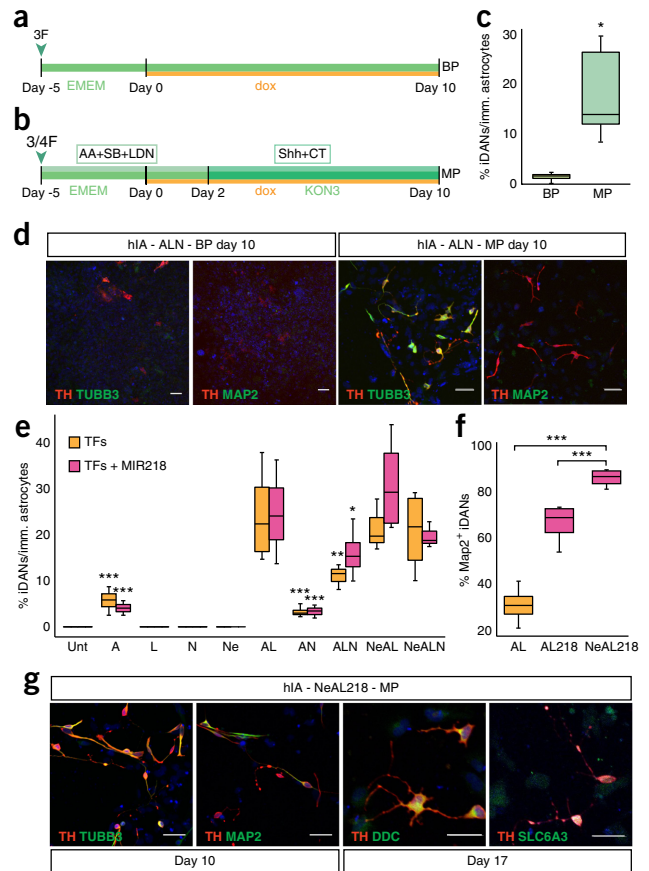 a
3F
BP
Day -5 EMEM Day 0 dox Day 10
b
3/4F
AA+SB+LDN Shh+CT
MP
Day -5 EMEM Day 0 Day 2 dox KON3 Day 10
c
% iDANs/imm. astrocytes
30
20
10
0
*
BP MP
d
hIA - ALN - BP day 10 hIA - ALN - MP day 10
TH TUBB3 TH MAP2 TH TUBB3 TH MAP2
e
% iDANs/imm. astrocytes
40
30
20
10
0
TFs
TFs + MIR218
*** *** *** *** ** *
Unt A L N Ne AL AN ALN NeAL NeALN
f
% Map2+ iDANs
100
80
60
40
20
***
***
AL AL218 NeAL218
g
hIA - NeAL218 - MP
TH TUBB3 TH MAP2 TH DDC TH SLC6A3
Day 10 Day 17